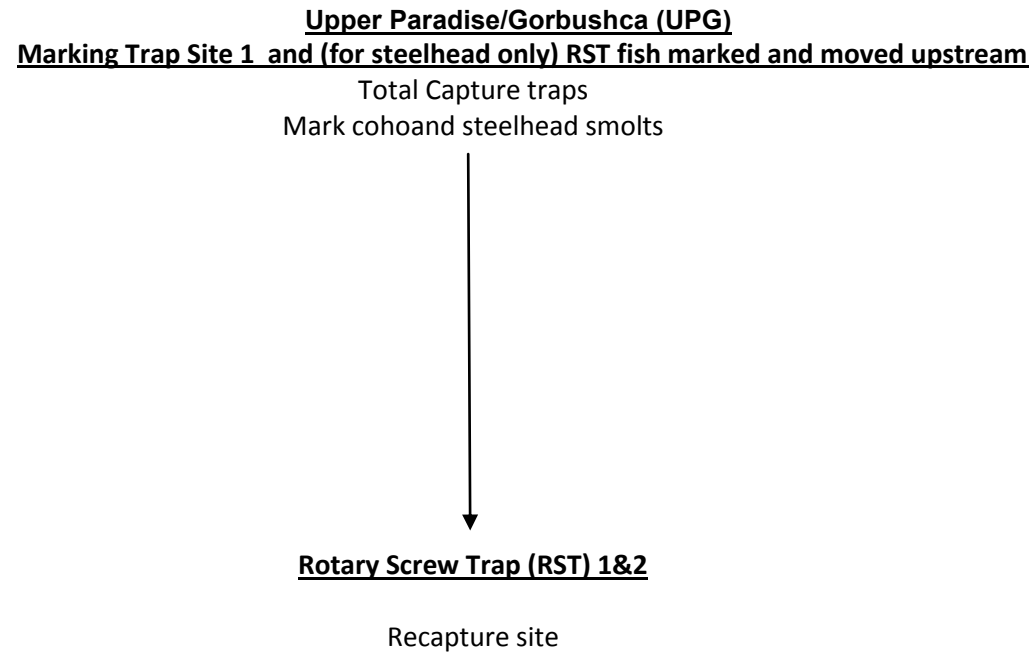 Upper Paradise/Gorbushca (UPG)
Marking Trap Site 1  and (for steelhead only) RST fish marked and moved upstream
Total Capture traps
Mark cohoand steelhead smolts
Rotary Screw Trap (RST) 1&2
Recapture site